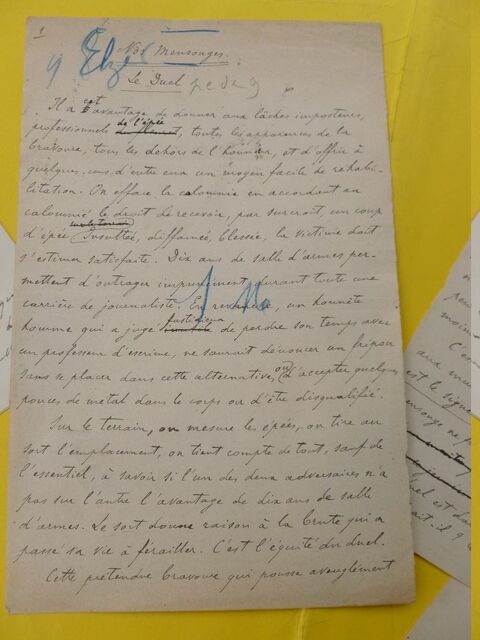 1
Nos Mensonges.
Le Duel
Il a cet avantage de donner aux lâches imposteurs,
professionnels de l'épée, toutes les apparences de la
bravoure, tous les dehors de l'honneur, et d'offrir à
quelques-uns d'entre eux un moyen facile de réhabi-
litation. On efface la calomnie en accordant au
calomnié le droit de recevoir, par surcroît, un coup
d'épée. Insultée, diffamée, blessée, la victime doit
s'estimer satisfaite. Dix ans de salle d'armes per-
mettent d'outrager impunément durant toute une
carrière de journaliste. En revanche, un honnête
homme qui a jugé fastidieux de perdre son temps avec
un professeur d'escrime, ne saurait dénoncer un fripon
sans se placer dans cette alternative, ou d'accepter quelques
pouces de métal dans le corps ou d'être disqualifié.
Sur le terrain, on mesure les épées, on tire au
sort l'emplacement, on tient compte de tout, sauf de
l'essentiel, à savoir si l'un des deux adversaires n'a
pas sur l'autre l'avantage de dix ans de salle
d'armes. Le sort donne raison à la brute qui a
passé sa vie à férailler. C'est l'équité du duel.
Cette prétendue bravoure qui pousse aveuglément